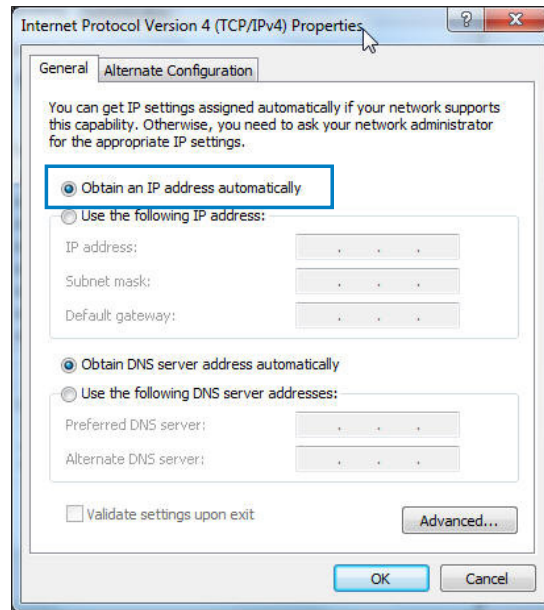 Internet Protocol Version 4 (TCP/IPv4) Properties
General
Alternate Configuration
You can get IP settings assigned automatically if your network supports
this capability. Otherwise, you need to ask your network administrator
for the appropriate IP settings.
Obtain an IP address automatically
Use the following IP address:
IP address:
Subnet mask:
Default gateway:
Obtain DNS server address automatically
Use the following DNS server addresses:
Preferred DNS server:
Alternate DNS server:
Validate settings upon exit
Advanced...
OK
Cancel